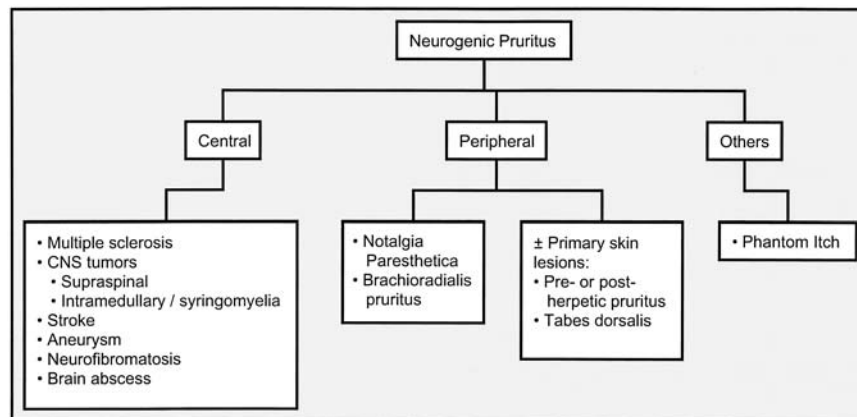 Neurogenic Pruritus
Central
Peripheral
Others
• Multiple sclerosis
• CNS tumors
• Supraspinal
• Intramedullary / syringomyelia
• Stroke
• Aneurysm
• Neurofibromatosis
• Brain abscess
• Notalgia
Paresthetica
• Brachioradialis
pruritus
± Primary skin
lesions:
• Pre- or post-
herpetic pruritus
• Tabes dorsalis
• Phantom Itch